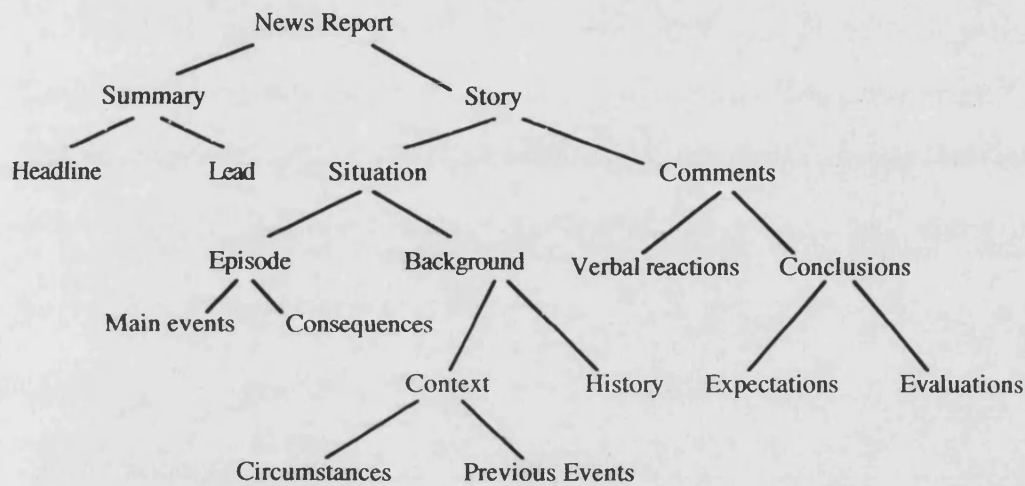 News Report
Summary Story
Headline Lead Situation Comments
Episode Background Verbal reactions Conclusions
Main events Consequences
Context History Expectations Evaluations
Circumstances Previous Events